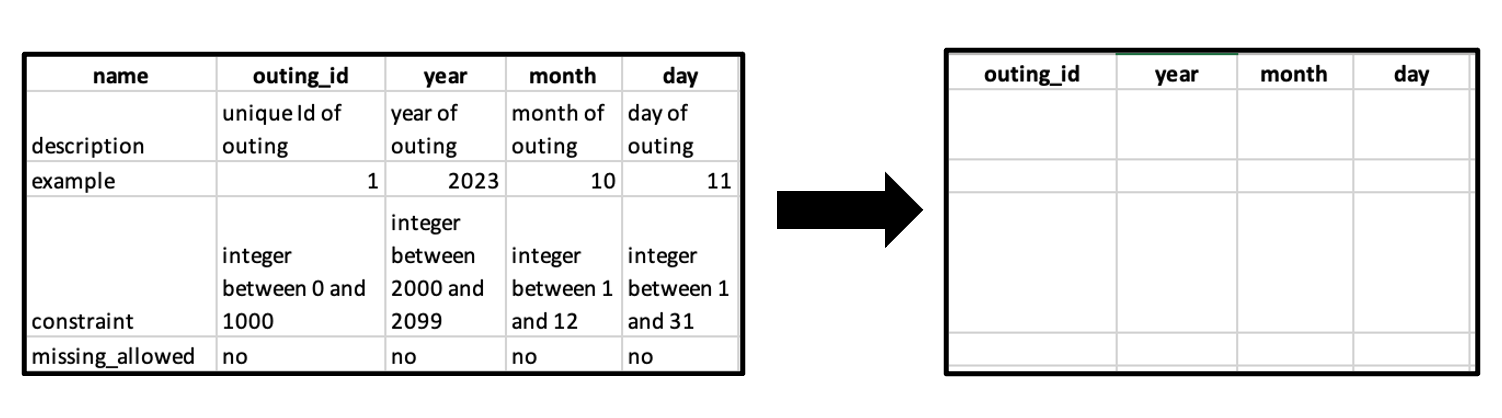 name outing_id year month day
unique Id of year of month of day of
description outing outing outing outing
example 1 2023 10 11
integer
integer between integer integer
between 0 and 2000 and between 1 between 1
constraint 1000 2099 and 12 and 31
missing_allowed no no no no
outing_id year month day